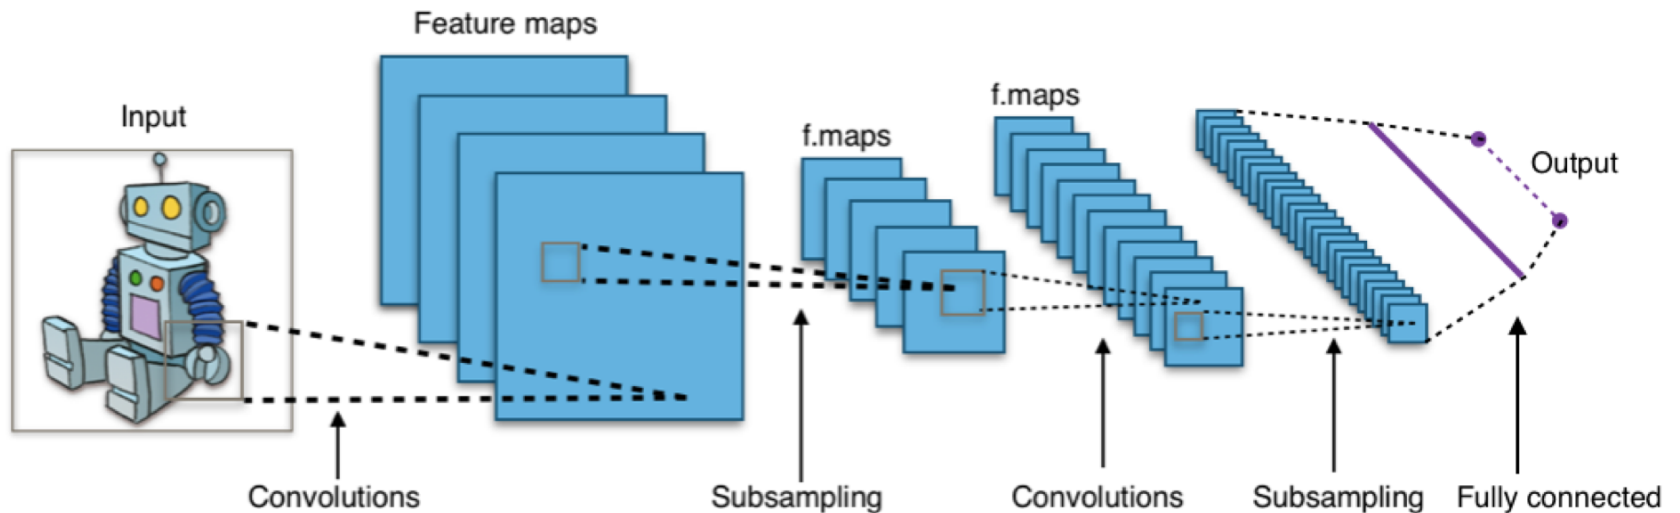 Feature maps
f.maps
Input
f.maps
Output
Convolutions
Subsampling
Convolutions
Subsampling
Fully connected